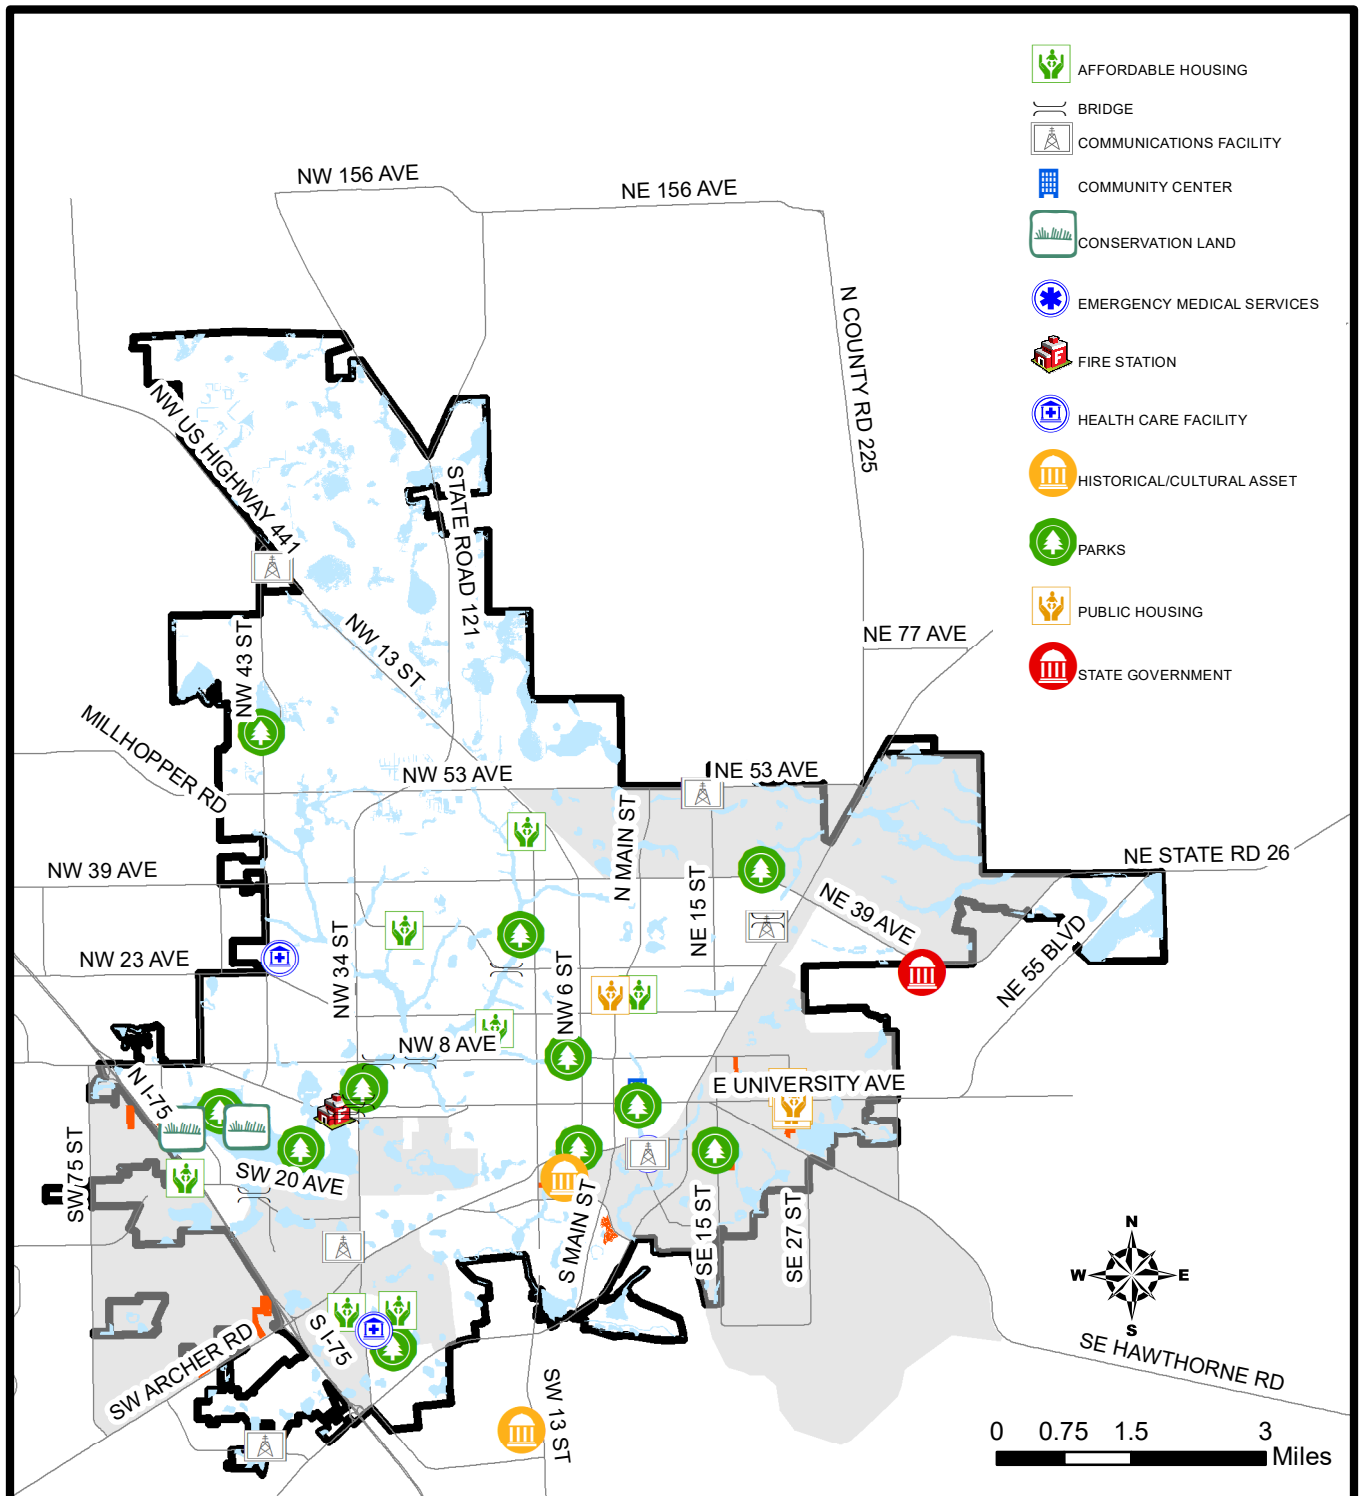 AFFORDABLE HOUSING
BRIDGE
COMMUNICATIONS FACILITY
COMMUNITY CENTER
CONSERVATION LAND
EMERGENCY MEDICAL SERVICES
F
FIRE STATION
HEALTH CARE FACILITY
HISTORICAL/CULTURAL ASSET
PARKS
PUBLIC HOUSING
STATE GOVERNMENT
NW 156 AVE
NE 156 AVE
N COUNTY RD 225
NW US HIGHWAY 441
STATE ROAD 121
NW 13 ST
NW 43 ST
NE 77 AVE
MILLHOPPER RD
NW 53 AVE
NE 53 AVE
N MAIN ST
NE STATE RD 26
NW 39 AVE
NE 15 ST
NE 39 AVE
NW 34 ST
NW 23 AVE
NW 6 ST
NE 55 BLVD
NW 8 AVE
E UNIVERSITY AVE
N I-75
F
SW 75 ST
SW 20 AVE
S MAIN ST
SE 15 ST
SE 27 ST
N
W E
S
S I-75
SW ARCHER RD
SW 13 ST
SE HAWTHORNE RD
0 0.75 1.5 3
Miles